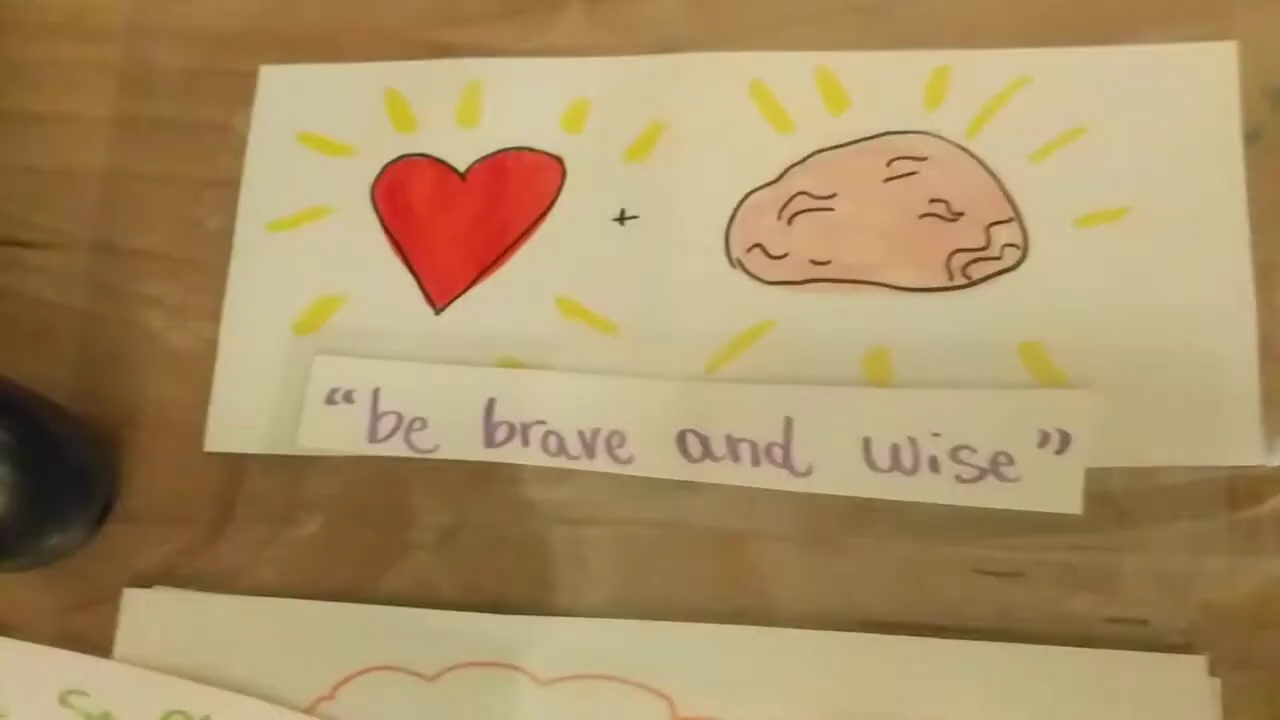 +
“be brave and wise”